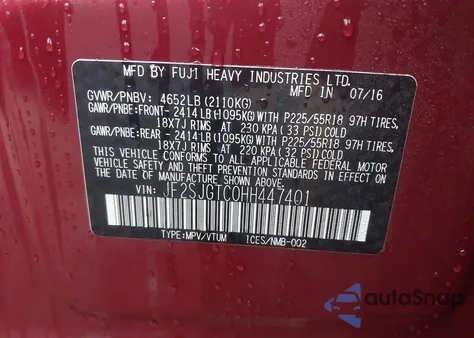 MFD BY FUJI HEAVY INDUSTRIES LTD.
MFD IN 07/16
GVWR/PNBV: 4652LB (2110KG)
GAWR/PNBE:FRONT- 2414LB(1095KG)WITH P225/55R18 97H TIRES,
18X7J RIMS AT 230 KPA(33 PSI)COLD
GAWR/PNBE:REAR - 2414LB(1095KG)WITH P225/55R18 97H TIRES,
18X7J RIMS AT 220 KPA(32 PSI)COLD
THIS VEHICLE CONFORMS TO ALL APPLICABLE FEDERAL MOTOR
VEHICLE SAFETY,BUMPER,AND THEFT PREVENTION STANDARDS IN
EFFECT ON THE DATE OF MANUFACTURE SHOWN ABOVE.
VIN: JF2SJGTC0HH447401
TYPE:MPV/VTUM ICES/NMB-002
autoSnap